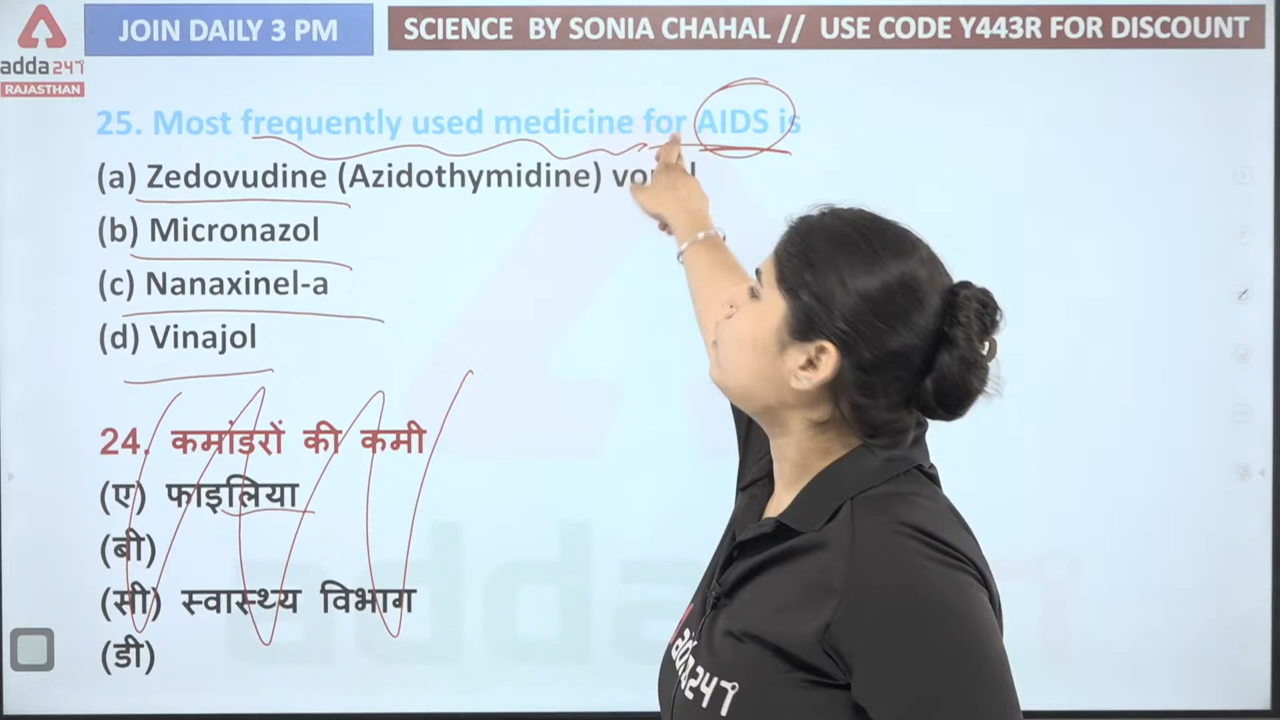 JOIN DAILY 3 PM
SCIENCE BY SONIA CHAHAL // USE CODE Y443R FOR DISCOUNT
adda247
RAJASTHAN
25. Most frequently used medicine for AIDS is
(a) Zedovudine (Azidothymidine)
(b) Micronazol
(c) Nanaxinel-a
(d) Vinajol
24. कमांडरों की कमी
(ए) फाइलिया
(बी)
(सी) स्वास्थ्य विभाग
(डी)
adda247